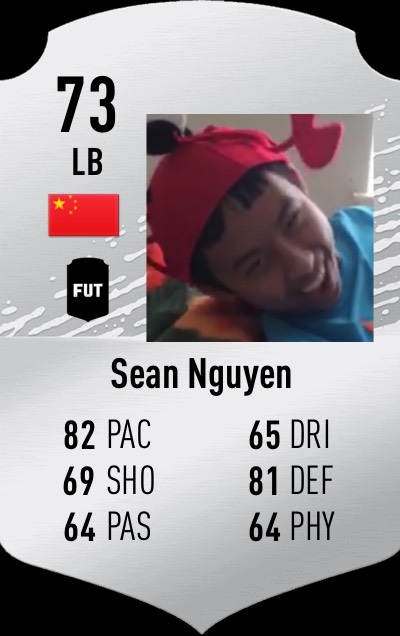 73
LB
FUT
Sean Nguyen
82 PAC 65 DRI
69 SHO 81 DEF
64 PAS 64 PHY